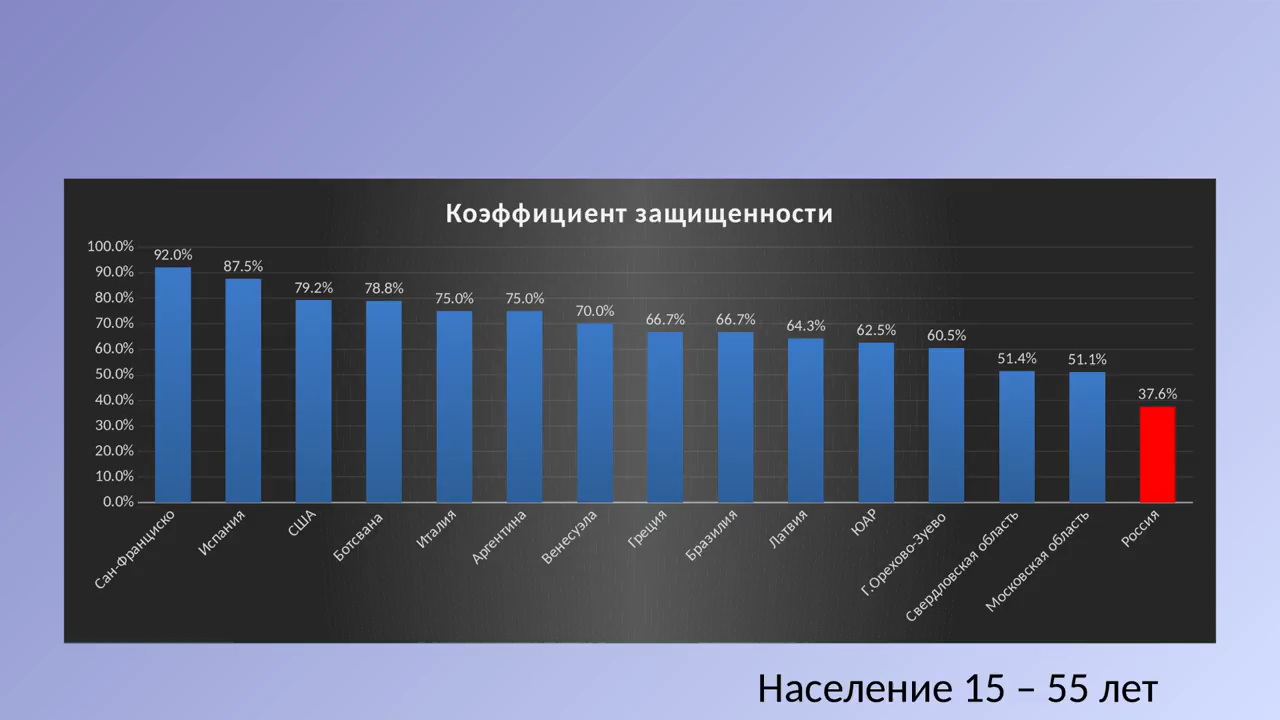 Коэффициент защищенности
100.0%
90.0%
80.0%
70.0%
60.0%
50.0%
40.0%
30.0%
20.0%
10.0%
0.0%
92.0%
87.5%
79.2%
78.8%
75.0%
75.0%
70.0%
66.7%
66.7%
64.3%
62.5%
60.5%
51.4%
51.1%
37.6%
Сан-Франциско
Испания
США
Ботсвана
Италия
Аргентина
Венесуэла
Греция
Бразилия
Латвия
ЮАР
Г.Орехово-Зуево
Свердловская область
Московская область
Россия
Население 15 – 55 лет